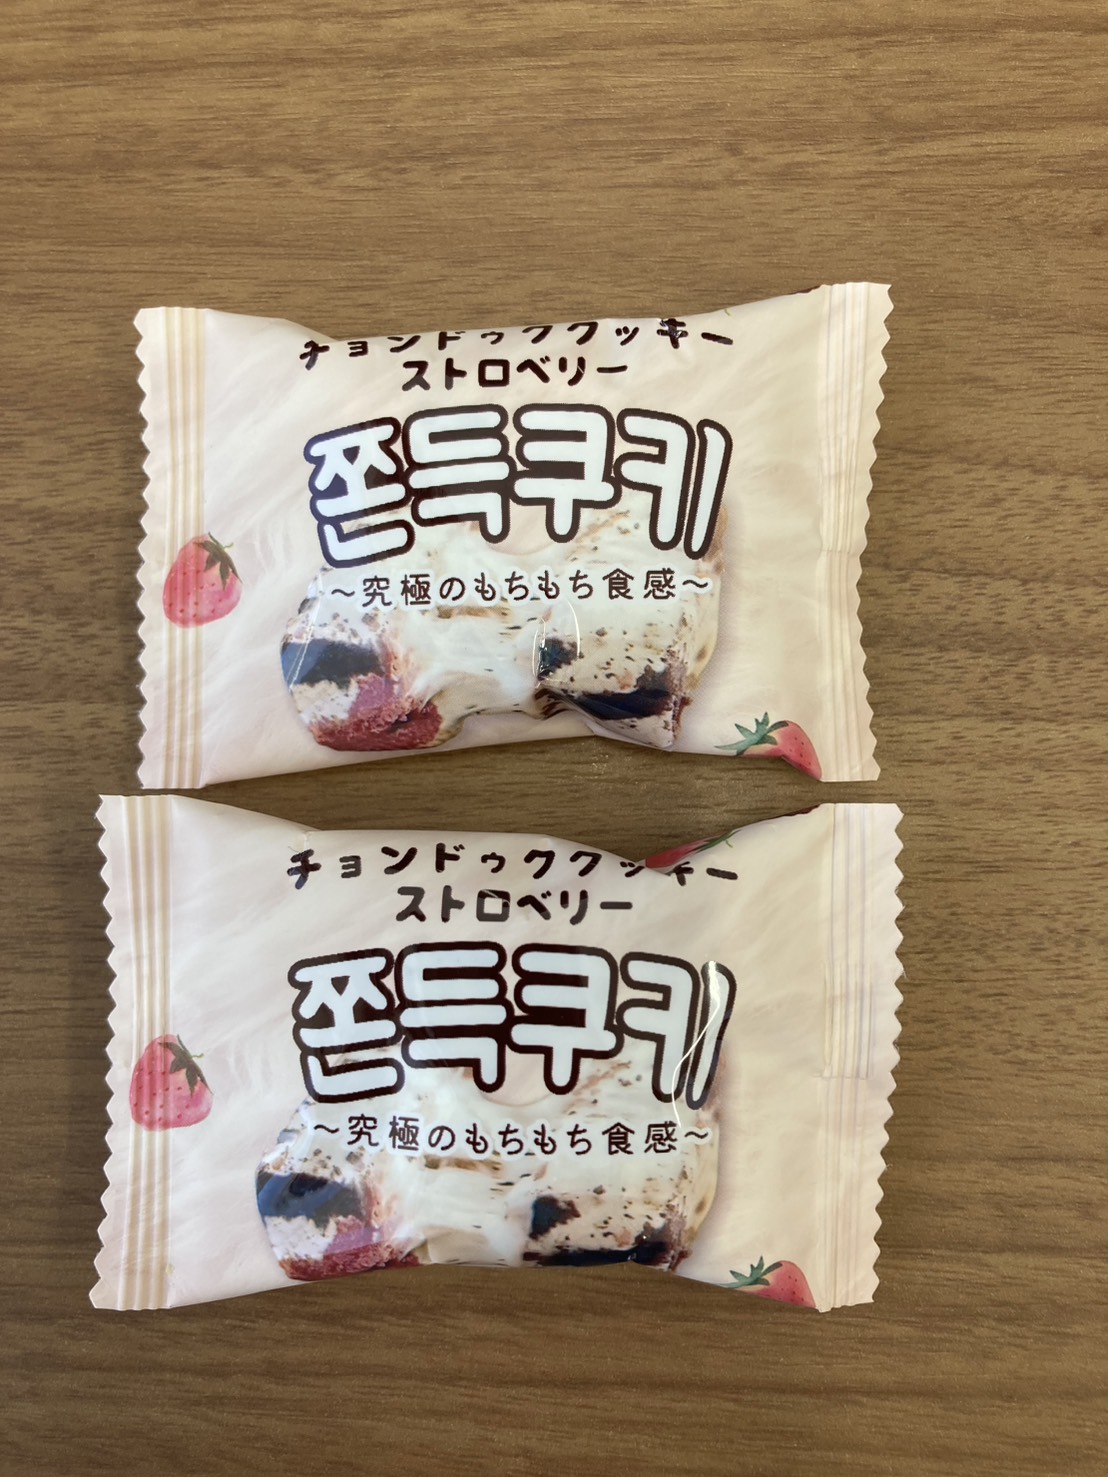 チョンドゥククッキー
ストロベリー
쫀득쿠키
~究極のもちもち食感~
チョンドゥククッキー
ストロベリー
쫀득쿠키
~究極のもちもち食感~